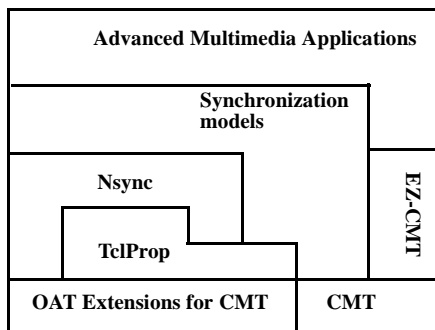 Advanced Multimedia Applications
Synchronization
models
Nsync
EZ-CMT
TclProp
OAT Extensions for CMT
CMT